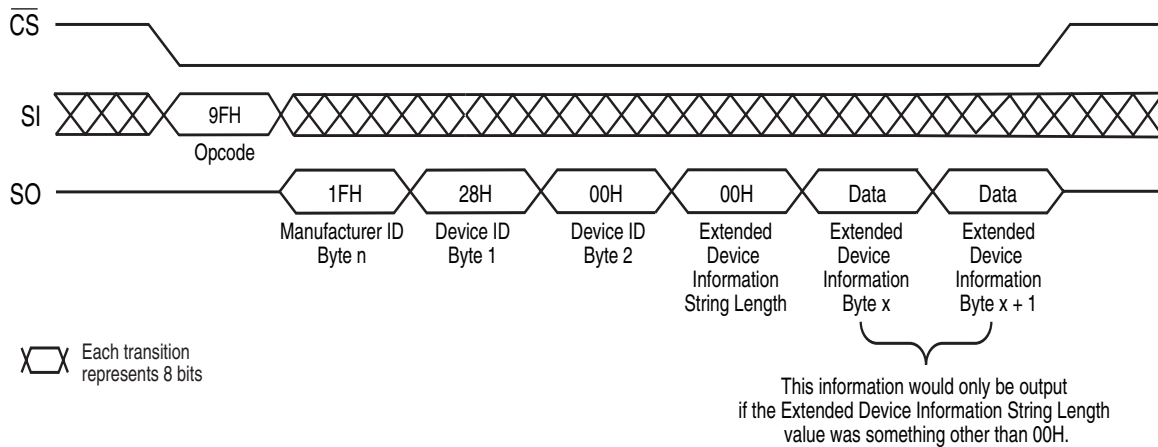 CS
SI
9FH
Opcode
SO
1FH
28H
00H
00H
Data
Data
Manufacturer ID
Byte n
Device ID
Byte 1
Device ID
Byte 2
Extended
Device
Information
String Length
Extended
Device
Information
Byte x
Extended
Device
Information
Byte x + 1
Each transition
represents 8 bits
This information would only be output
if the Extended Device Information String Length
value was something other than 00H.